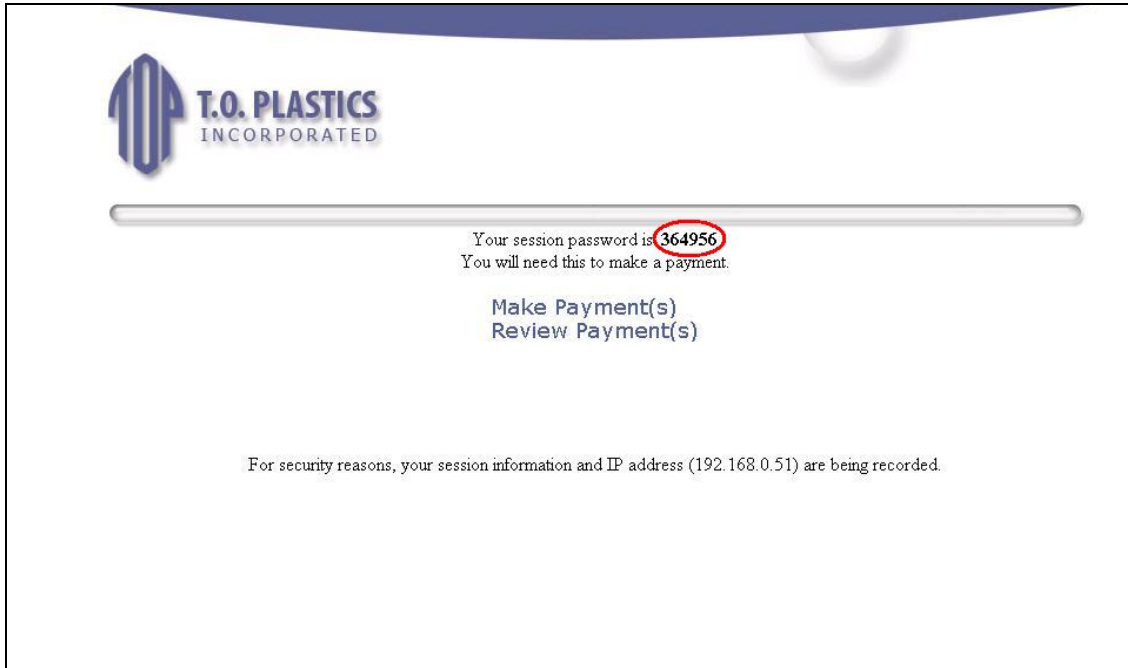 T.O. PLASTICS
INCORPORATED
Your session password is 364956
You will need this to make a payment.
Make Payment(s)
Review Payment(s)
For security reasons, your session information and IP address (192.168.0.51) are being recorded.